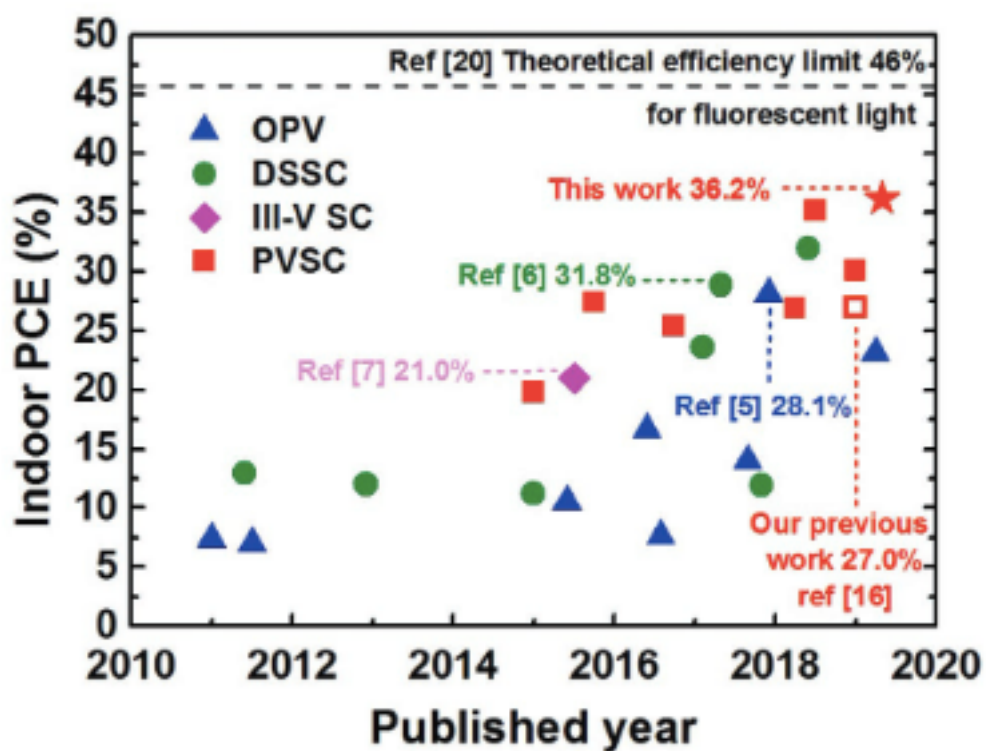 50
45
40
35
30
25
20
15
10
5
0
Indoor PCE (%)
Ref [20] Theoretical efficiency limit 46%
for fluorescent light
OPV
DSSC
III-V SC
PVSC
This work 36.2%
Ref [6] 31.8%
Ref [7] 21.0%
Ref [5] 28.1%
Our previous
work 27.0%
ref [16]
2010 2012 2014 2016 2018 2020
Published year